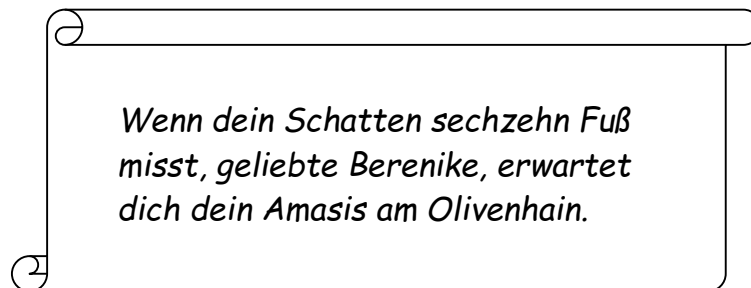 Wenn dein Schatten sechzehn Fuß
misst, geliebte Berenike, erwartet
dich dein Amasis am Olivenhain.